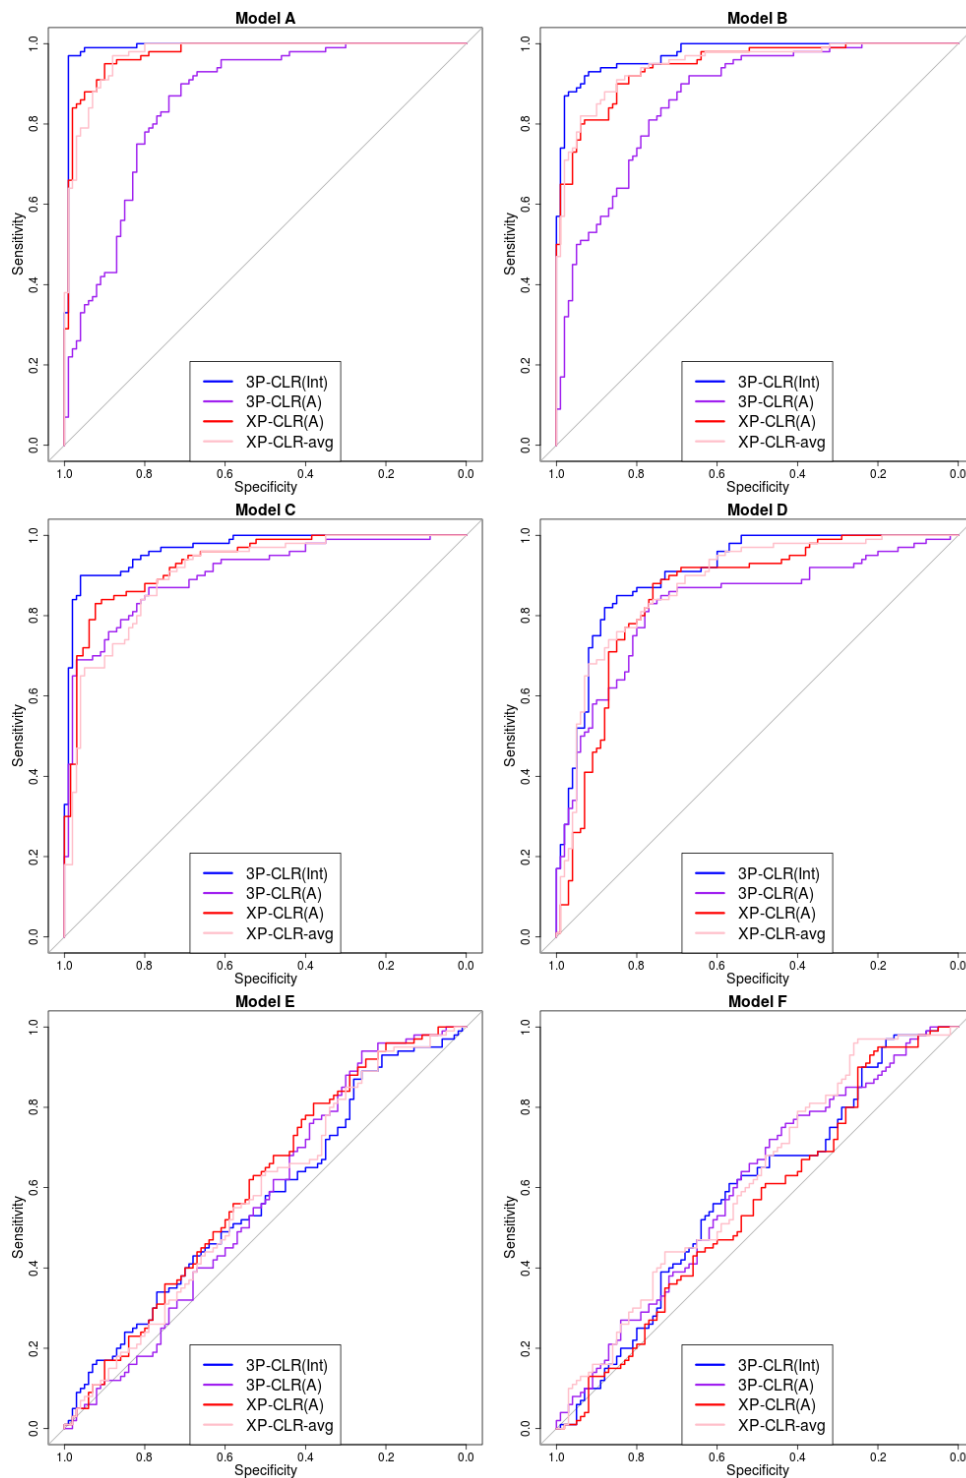 Model A
Sensitivity
0.0 0.2 0.4 0.6 0.8 1.0
3P-CLR(Int)
3P-CLR(A)
XP-CLR(A)
XP-CLR-avg
1.0 0.8 0.6 0.4 0.2 0.0
Specificity
Model B
Sensitivity
0.0 0.2 0.4 0.6 0.8 1.0
3P-CLR(Int)
3P-CLR(A)
XP-CLR(A)
XP-CLR-avg
1.0 0.8 0.6 0.4 0.2 0.0
Specificity
Model C
Sensitivity
0.0 0.2 0.4 0.6 0.8 1.0
3P-CLR(Int)
3P-CLR(A)
XP-CLR(A)
XP-CLR-avg
1.0 0.8 0.6 0.4 0.2 0.0
Specificity
Model D
Sensitivity
0.0 0.2 0.4 0.6 0.8 1.0
3P-CLR(Int)
3P-CLR(A)
XP-CLR(A)
XP-CLR-avg
1.0 0.8 0.6 0.4 0.2 0.0
Specificity
Model E
Sensitivity
0.0 0.2 0.4 0.6 0.8 1.0
3P-CLR(Int)
3P-CLR(A)
XP-CLR(A)
XP-CLR-avg
1.0 0.8 0.6 0.4 0.2 0.0
Specificity
Model F
Sensitivity
0.0 0.2 0.4 0.6 0.8 1.0
3P-CLR(Int)
3P-CLR(A)
XP-CLR(A)
XP-CLR-avg
1.0 0.8 0.6 0.4 0.2 0.0
Specificity